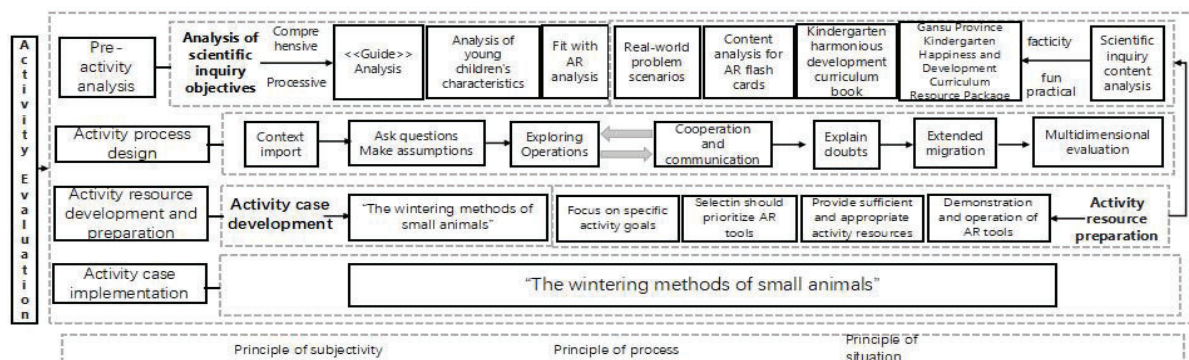 Activity Evaluation
Pre-
activity
analysis
Analysis of
scientific
inquiry
objectives
Compre
hensive
Processive
<<Guide>>
Analysis
Analysis of
young
children's
characteristics
Fit with
AR
analysis
Real-world
problem
scenarios
Content
analysis for
AR flash
cards
Kindergarten
harmonious
development
curriculum
book
Gansu Province
Kindergarten
Happiness and
Development
Curriculum
Resource Package
facticity
fun
practical
Scientific
inquiry
content
analysis
Activity process
design
Context
import
Ask questions
Make assumptions
Exploring
Operations
Cooperation
and
communication
Explain
doubts
Extended
migration
Multidimensional
evaluation
Activity resource
development and
preparation
Activity case
development
“The wintering methods of
small animals”
Focus on specific
activity goals
Selectin should
prioritize AR
tools
Provide sufficient
and appropriate
activity resources
Demonstration
and operation of
AR tools
Activity
resource
preparation
Activity case
implementation
“The wintering methods of small animals”
Principle of subjectivity
Principle of process
Principle of
situation